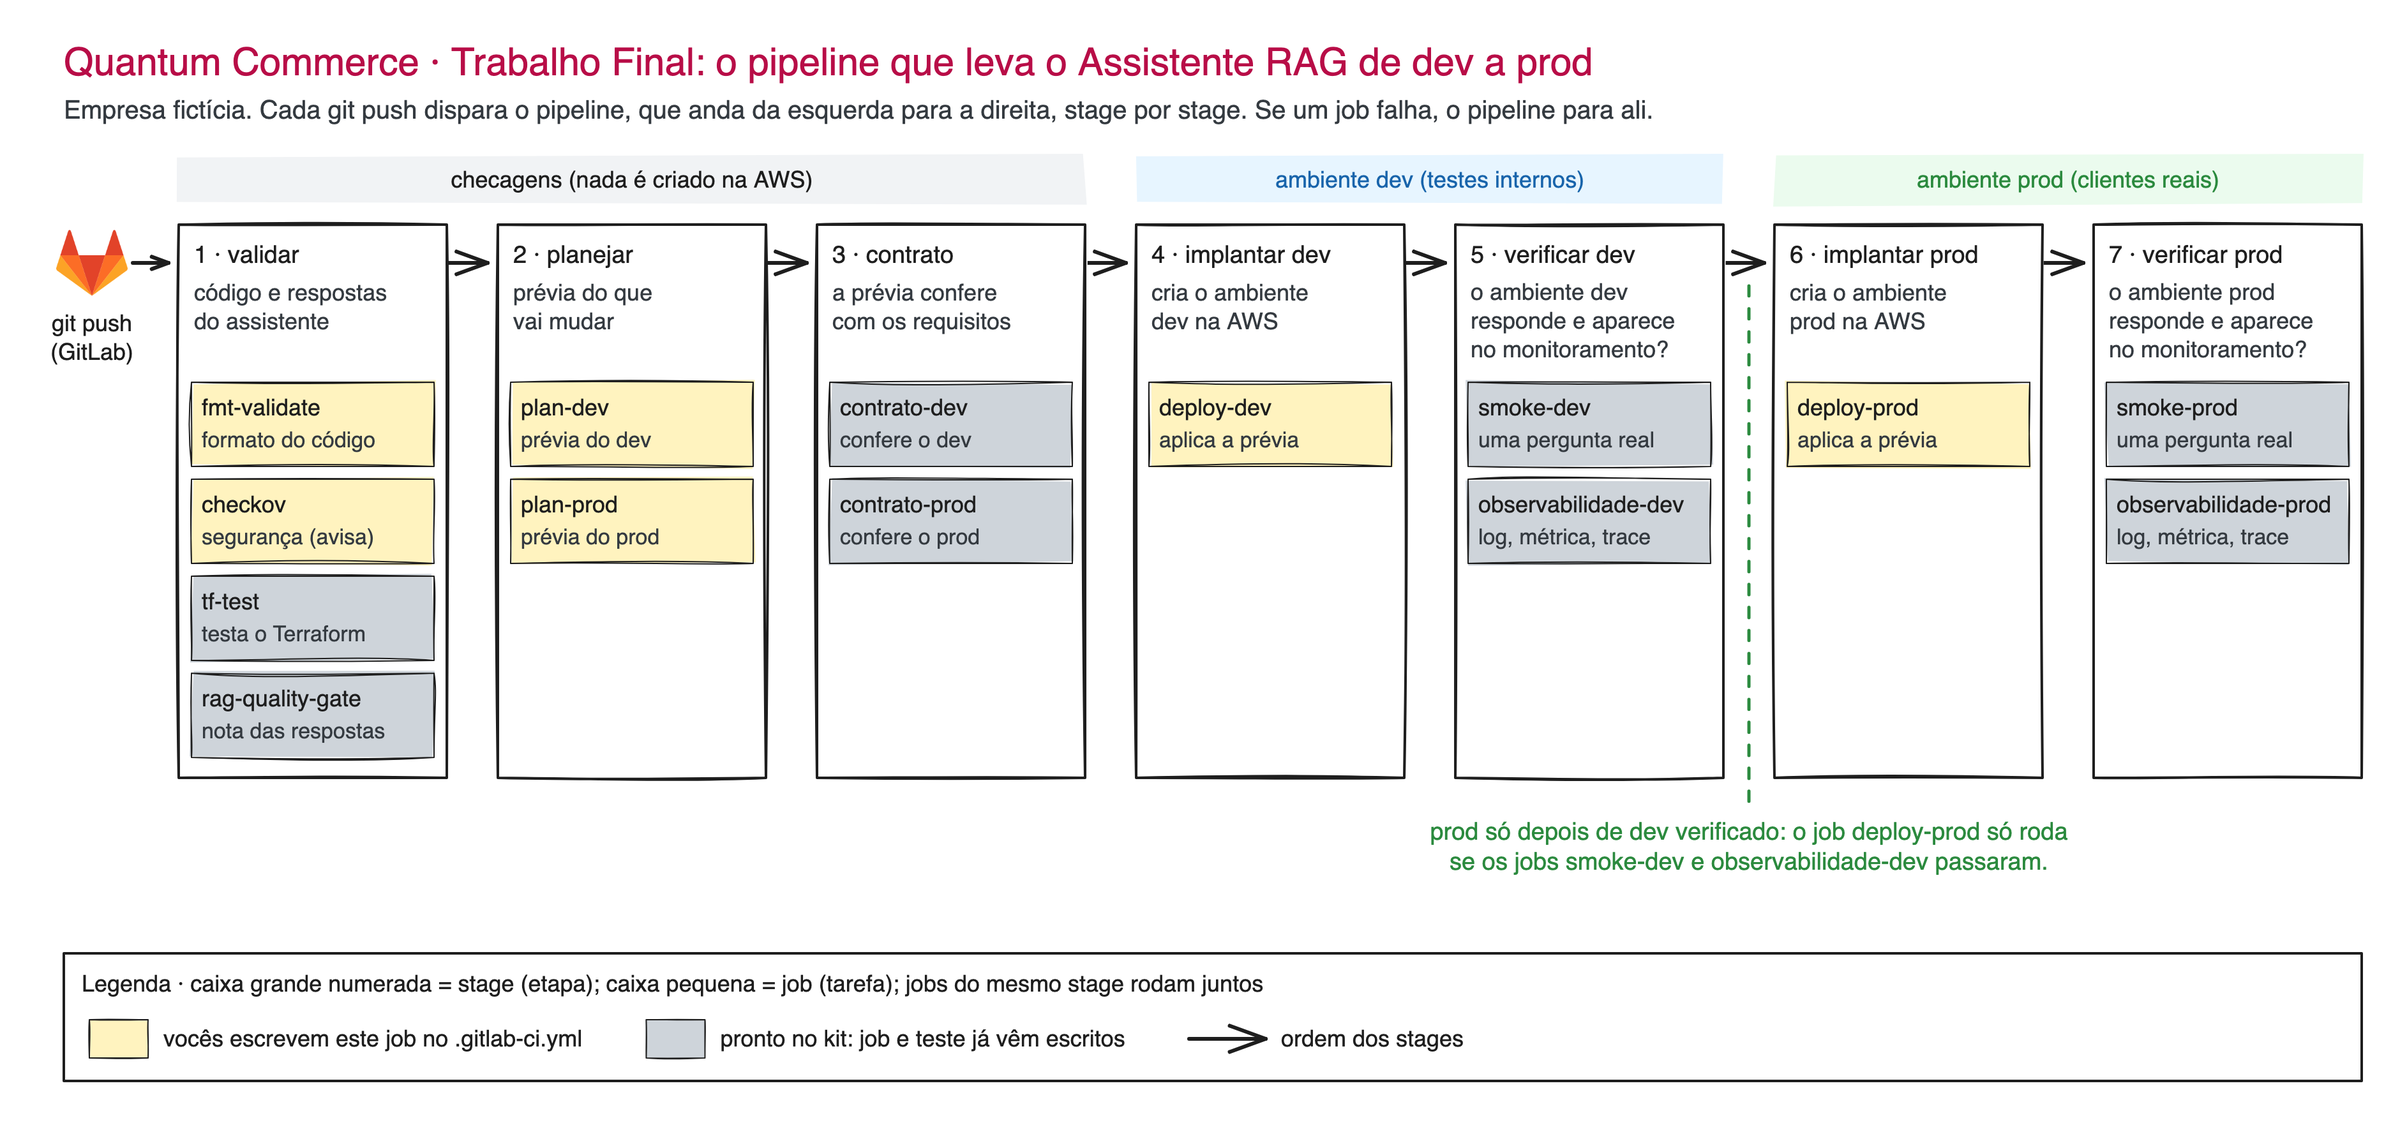 Quantum Commerce · Trabalho Final: o pipeline que leva o Assistente RAG de dev a prod
Empresa fictícia. Cada git push dispara o pipeline, que anda da esquerda para a direita, stage por stage. Se um job falha, o pipeline para ali.
checagens (nada é criado na AWS)
ambiente dev (testes internos)
ambiente prod (clientes reais)
git push
(GitLab)
1 · validar
código e respostas
do assistente
fmt-validate
formato do código
checkov
segurança (avisa)
tf-test
testa o Terraform
rag-quality-gate
nota das respostas
2 · planejar
prévia do que
vai mudar
plan-dev
prévia do dev
plan-prod
prévia do prod
3 · contrato
a prévia confere
com os requisitos
contrato-dev
confere o dev
contrato-prod
confere o prod
4 · implantar dev
cria o ambiente
dev na AWS
deploy-dev
aplica a prévia
5 · verificar dev
o ambiente dev
responde e aparece
no monitoramento?
smoke-dev
uma pergunta real
observabilidade-dev
log, métrica, trace
6 · implantar prod
cria o ambiente
prod na AWS
deploy-prod
aplica a prévia
7 · verificar prod
o ambiente prod
responde e aparece
no monitoramento?
smoke-prod
uma pergunta real
observabilidade-prod
log, métrica, trace
prod só depois de dev verificado: o job deploy-prod só roda
se os jobs smoke-dev e observabilidade-dev passaram.
Legenda · caixa grande numerada = stage (etapa); caixa pequena = job (tarefa); jobs do mesmo stage rodam juntos
vocês escrevem este job no .gitlab-ci.yml
pronto no kit: job e teste já vêm escritos
ordem dos stages